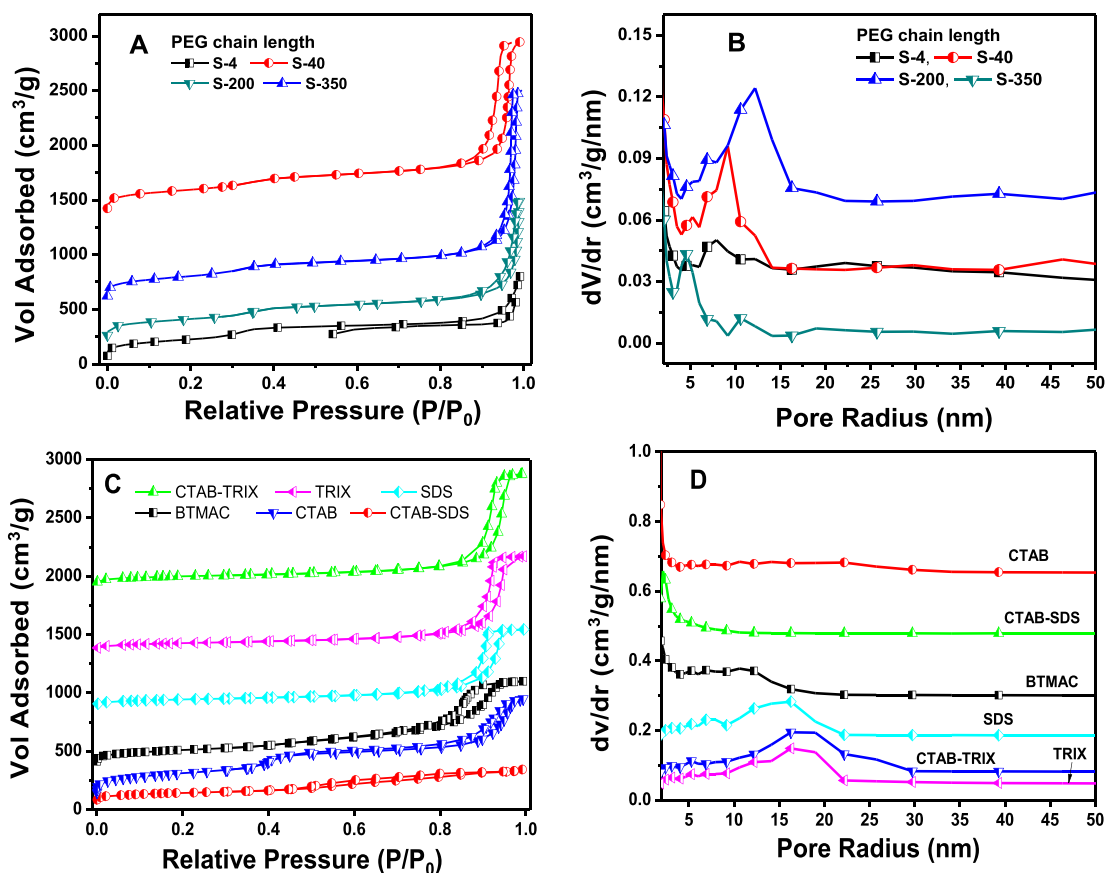 A
PEG chain length
S-4 S-40
S-200 S-350
Vol Adsorbed (cm³/g)
3000
2500
2000
1500
1000
500
0
0.0 0.2 0.4 0.6 0.8 1.0
Relative Pressure (P/P₀)
B
PEG chain length
S-4, S-40
S-200, S-350
dV/dr (cm³/g/nm)
0.15
0.12
0.09
0.06
0.03
0.00
5 10 15 20 25 30 35 40 45 50
Pore Radius (nm)
C
CTAB-TRIX TRIX SDS
BTMAC CTAB CTAB-SDS
Vol Adsorbed (cm³/g)
3000
2500
2000
1500
1000
500
0
0.0 0.2 0.4 0.6 0.8 1.0
Relative Pressure (P/P₀)
D
CTAB
CTAB-SDS
BTMAC
SDS
CTAB-TRIX TRIX
dv/dr (cm³/g/nm)
1.0
0.8
0.6
0.4
0.2
0.0
5 10 15 20 25 30 35 40 45 50
Pore Radius (nm)